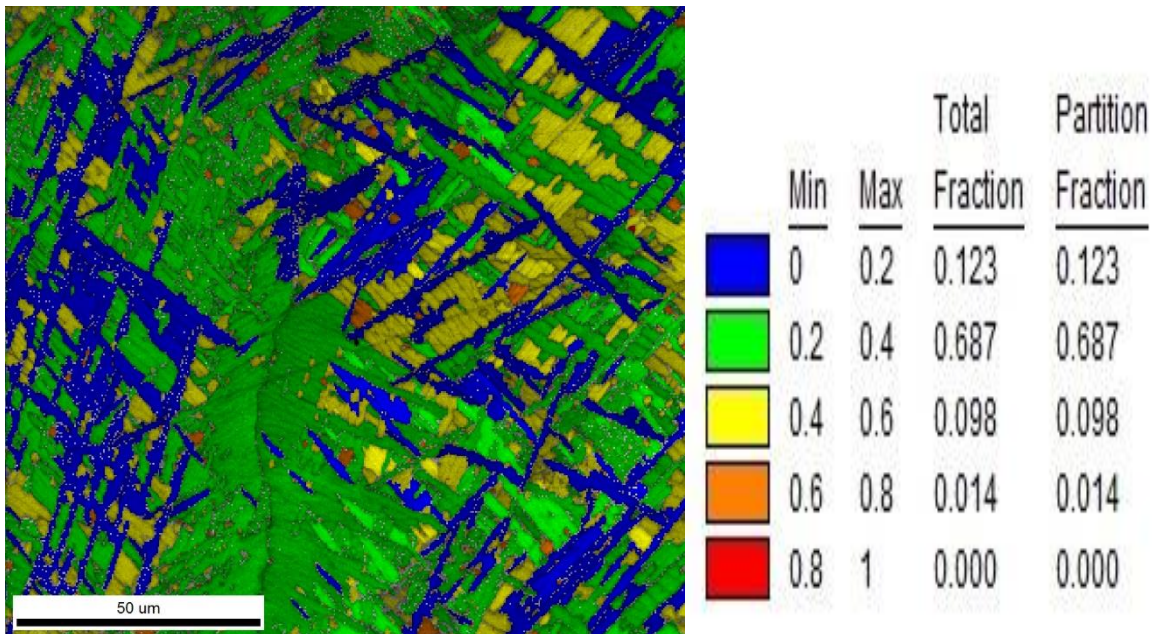 50 um
Total Partition
Min Max Fraction Fraction
0 0.2 0.123 0.123
0.2 0.4 0.687 0.687
0.4 0.6 0.098 0.098
0.6 0.8 0.014 0.014
0.8 1 0.000 0.000